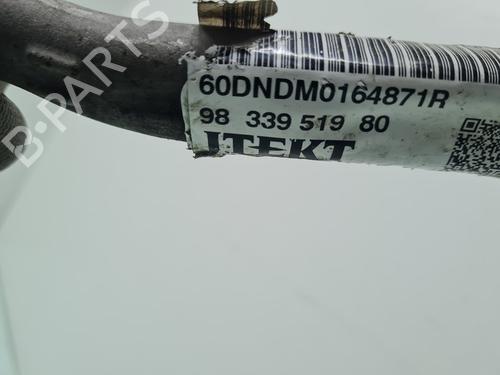 60DNDM0164871R
98 339 519 80
JTEKT
B-PARTS